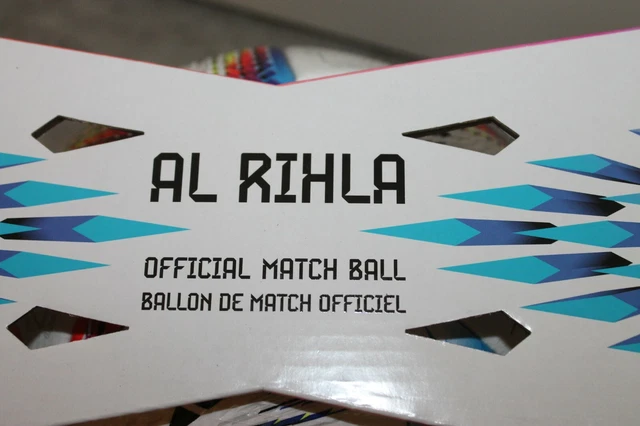 AL RIHLA
OFFICIAL MATCH BALL
BALLON DE MATCH OFFICIEL